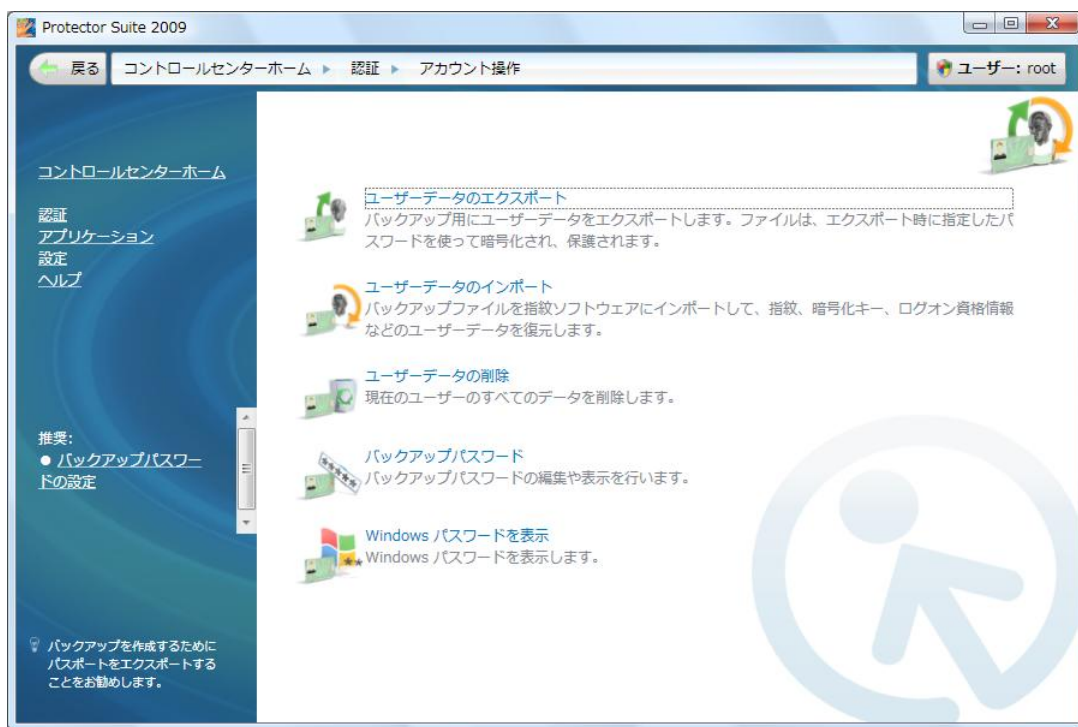 Protector Suite 2009
戻る コントロールセンターホーム ▶ 認証 ▶ アカウント操作 ユーザー: root
コントロールセンターホーム
認証
アプリケーション
設定
ヘルプ
推奨:
● バックアップパスワー
ドの設定
バックアップを作成するために
パスポートをエクスポートする
ことをお勧めします。
ユーザーデータのエクスポート
バックアップ用にユーザーデータをエクスポートします。ファイルは、エクスポート時に指定したパ
スワードを使って暗号化され、保護されます。
ユーザーデータのインポート
バックアップファイルを指紋ソフトウェアにインポートして、指紋、暗号化キー、ログオン資格情報
などのユーザーデータを復元します。
ユーザーデータの削除
現在のユーザーのすべてのデータを削除します。
バックアップパスワード
バックアップパスワードの編集や表示を行います。
Windows パスワードを表示
Windows パスワードを表示します。